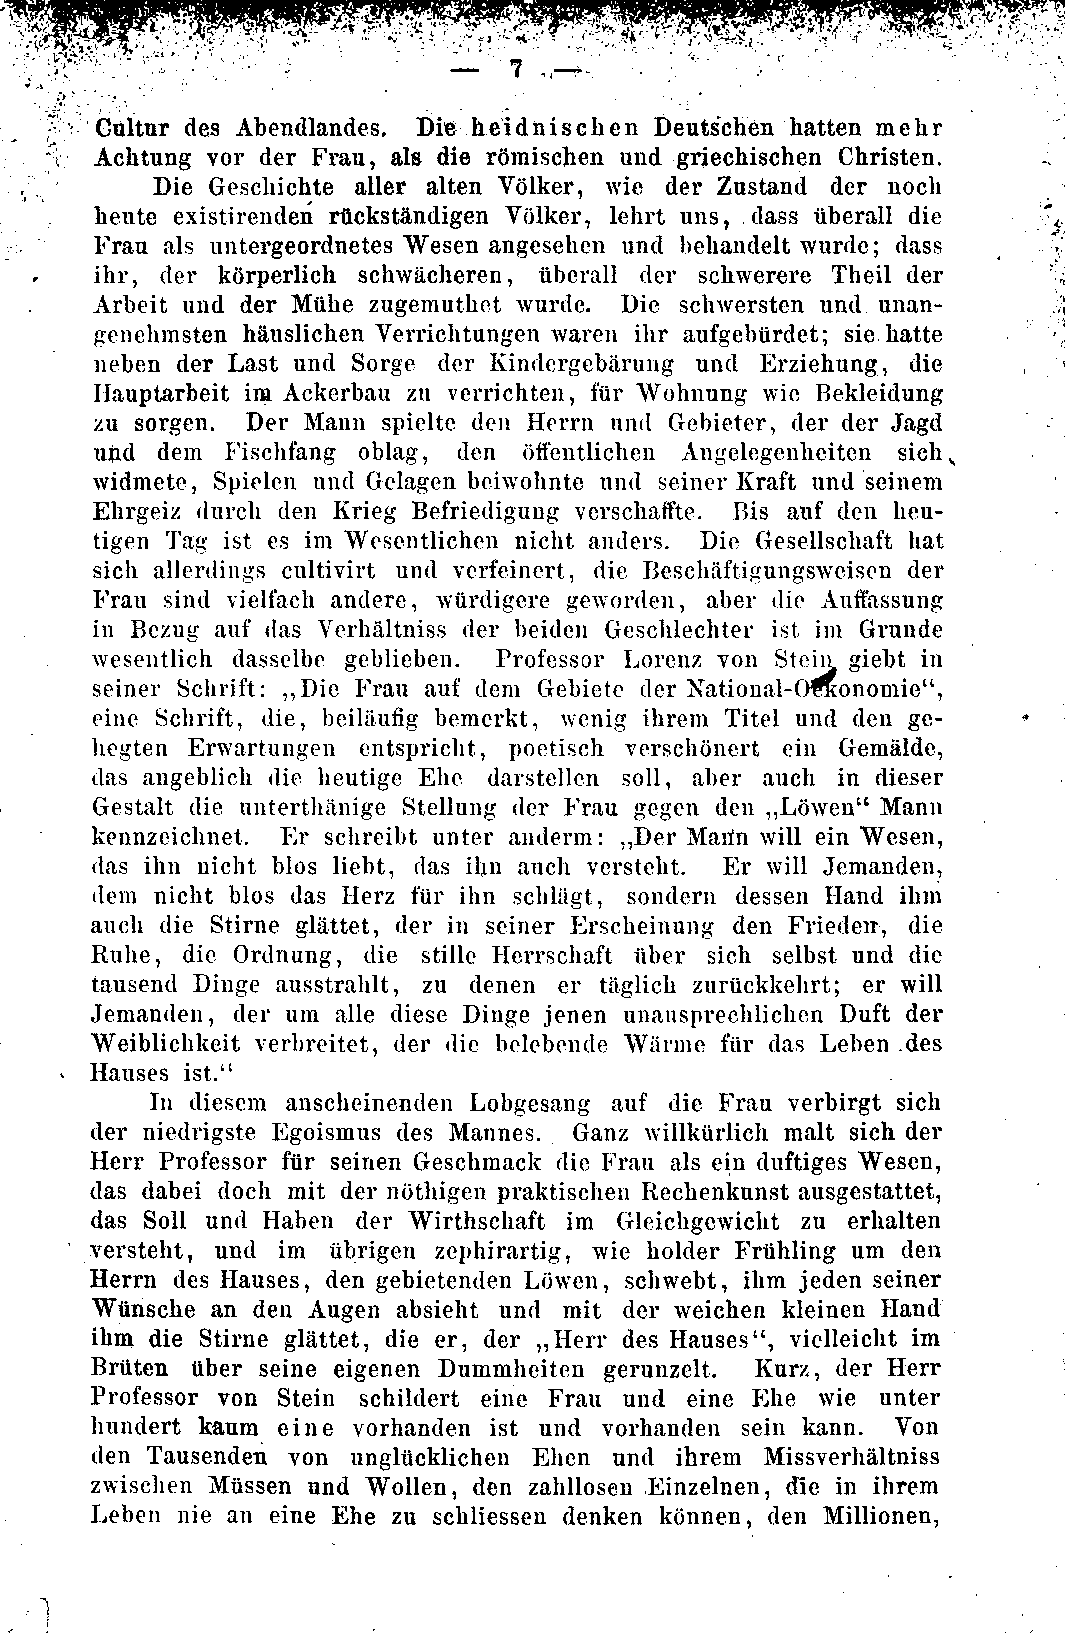 — 7 —
Cultur des Abendlandes. Die heidnischen Deutschen hatten mehr
Achtung vor der Frau, als die römischen und griechischen Christen.
Die Geschichte aller alten Völker, wie der Zustand der noch
heute existirenden rückständigen Völker, lehrt uns, dass überall die
Frau als untergeordnetes Wesen angesehen und behandelt wurde; dass
ihr, der körperlich schwächeren, überall der schwerere Theil der
Arbeit und der Mühe zugemuthet wurde. Die schwersten und unan-
genehmsten häuslichen Verrichtungen waren ihr aufgebürdet; sie hatte
neben der Last und Sorge der Kindergebärung und Erziehung, die
Hauptarbeit im Ackerbau zu verrichten, für Wohnung wie Bekleidung
zu sorgen. Der Mann spielte den Herrn und Gebieter, der der Jagd
und dem Fischfang oblag, den öffentlichen Angelegenheiten sich
widmete, Spielen und Gelagen beiwohnte und seiner Kraft und seinem
Ehrgeiz durch den Krieg Befriedigung verschaffte. Bis auf den heu-
tigen Tag ist es im Wesentlichen nicht anders. Die Gesellschaft hat
sich allerdings cultivirt und verfeinert, die Beschäftigungsweisen der
Frau sind vielfach andere, würdigere geworden, aber die Auffassung
in Bezug auf das Verhältniss der beiden Geschlechter ist im Grunde
wesentlich dasselbe geblieben. Professor Lorenz von Stein giebt in
seiner Schrift: „Die Frau auf dem Gebiete der National-Oekonomie“,
eine Schrift, die, beiläufig bemerkt, wenig ihrem Titel und den ge-
hegten Erwartungen entspricht, poetisch verschönert ein Gemälde,
das angeblich die heutige Ehe darstellen soll, aber auch in dieser
Gestalt die unterthänige Stellung der Frau gegen den „Löwen“ Mann
kennzeichnet. Er schreibt unter anderm: „Der Mann will ein Wesen,
das ihn nicht blos liebt, das ihn auch versteht. Er will Jemanden,
dem nicht blos das Herz für ihn schlägt, sondern dessen Hand ihm
auch die Stirne glättet, der in seiner Erscheinung den Frieden, die
Ruhe, die Ordnung, die stille Herrschaft über sich selbst und die
tausend Dinge ausstrahlt, zu denen er täglich zurückkehrt; er will
Jemanden, der um alle diese Dinge jenen unausprechlichen Duft der
Weiblichkeit verbreitet, der die belebende Wärme für das Leben des
Hauses ist.“
In diesem anscheinenden Lobgesang auf die Frau verbirgt sich
der niedrigste Egoismus des Mannes. Ganz willkürlich malt sich der
Herr Professor für seinen Geschmack die Frau als ein duftiges Wesen,
das dabei doch mit der nöthigen praktischen Rechenkunst ausgestattet,
das Soll und Haben der Wirthschaft im Gleichgewicht zu erhalten
versteht, und im übrigen zephirartig, wie holder Frühling um den
Herrn des Hauses, den gebietenden Löwen, schwebt, ihm jeden seiner
Wünsche an den Augen absieht und mit der weichen kleinen Hand
ihm die Stirne glättet, die er, der „Herr des Hauses“, vielleicht im
Brüten über seine eigenen Dummheiten gerunzelt. Kurz, der Herr
Professor von Stein schildert eine Frau und eine Ehe wie unter
hundert kaum eine vorhanden ist und vorhanden sein kann. Von
den Tausenden von unglücklichen Ehen und ihrem Missverhältniss
zwischen Müssen und Wollen, den zahllosen Einzelnen, die in ihrem
Leben nie an eine Ehe zu schliessen denken können, den Millionen,